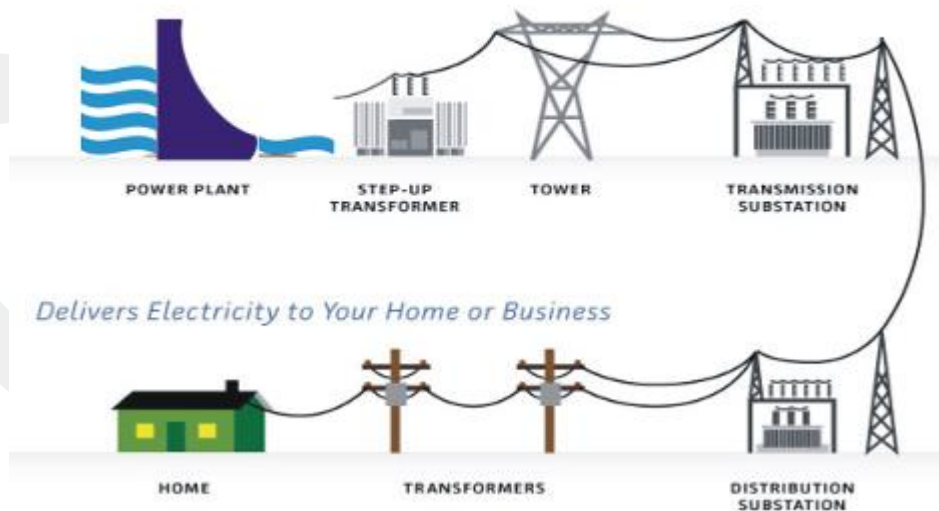 POWER PLANT
STEP-UP
TRANSFORMER
TOWER
TRANSMISSION
SUBSTATION
Delivers Electricity to Your Home or Business
HOME
TRANSFORMERS
DISTRIBUTION
SUBSTATION